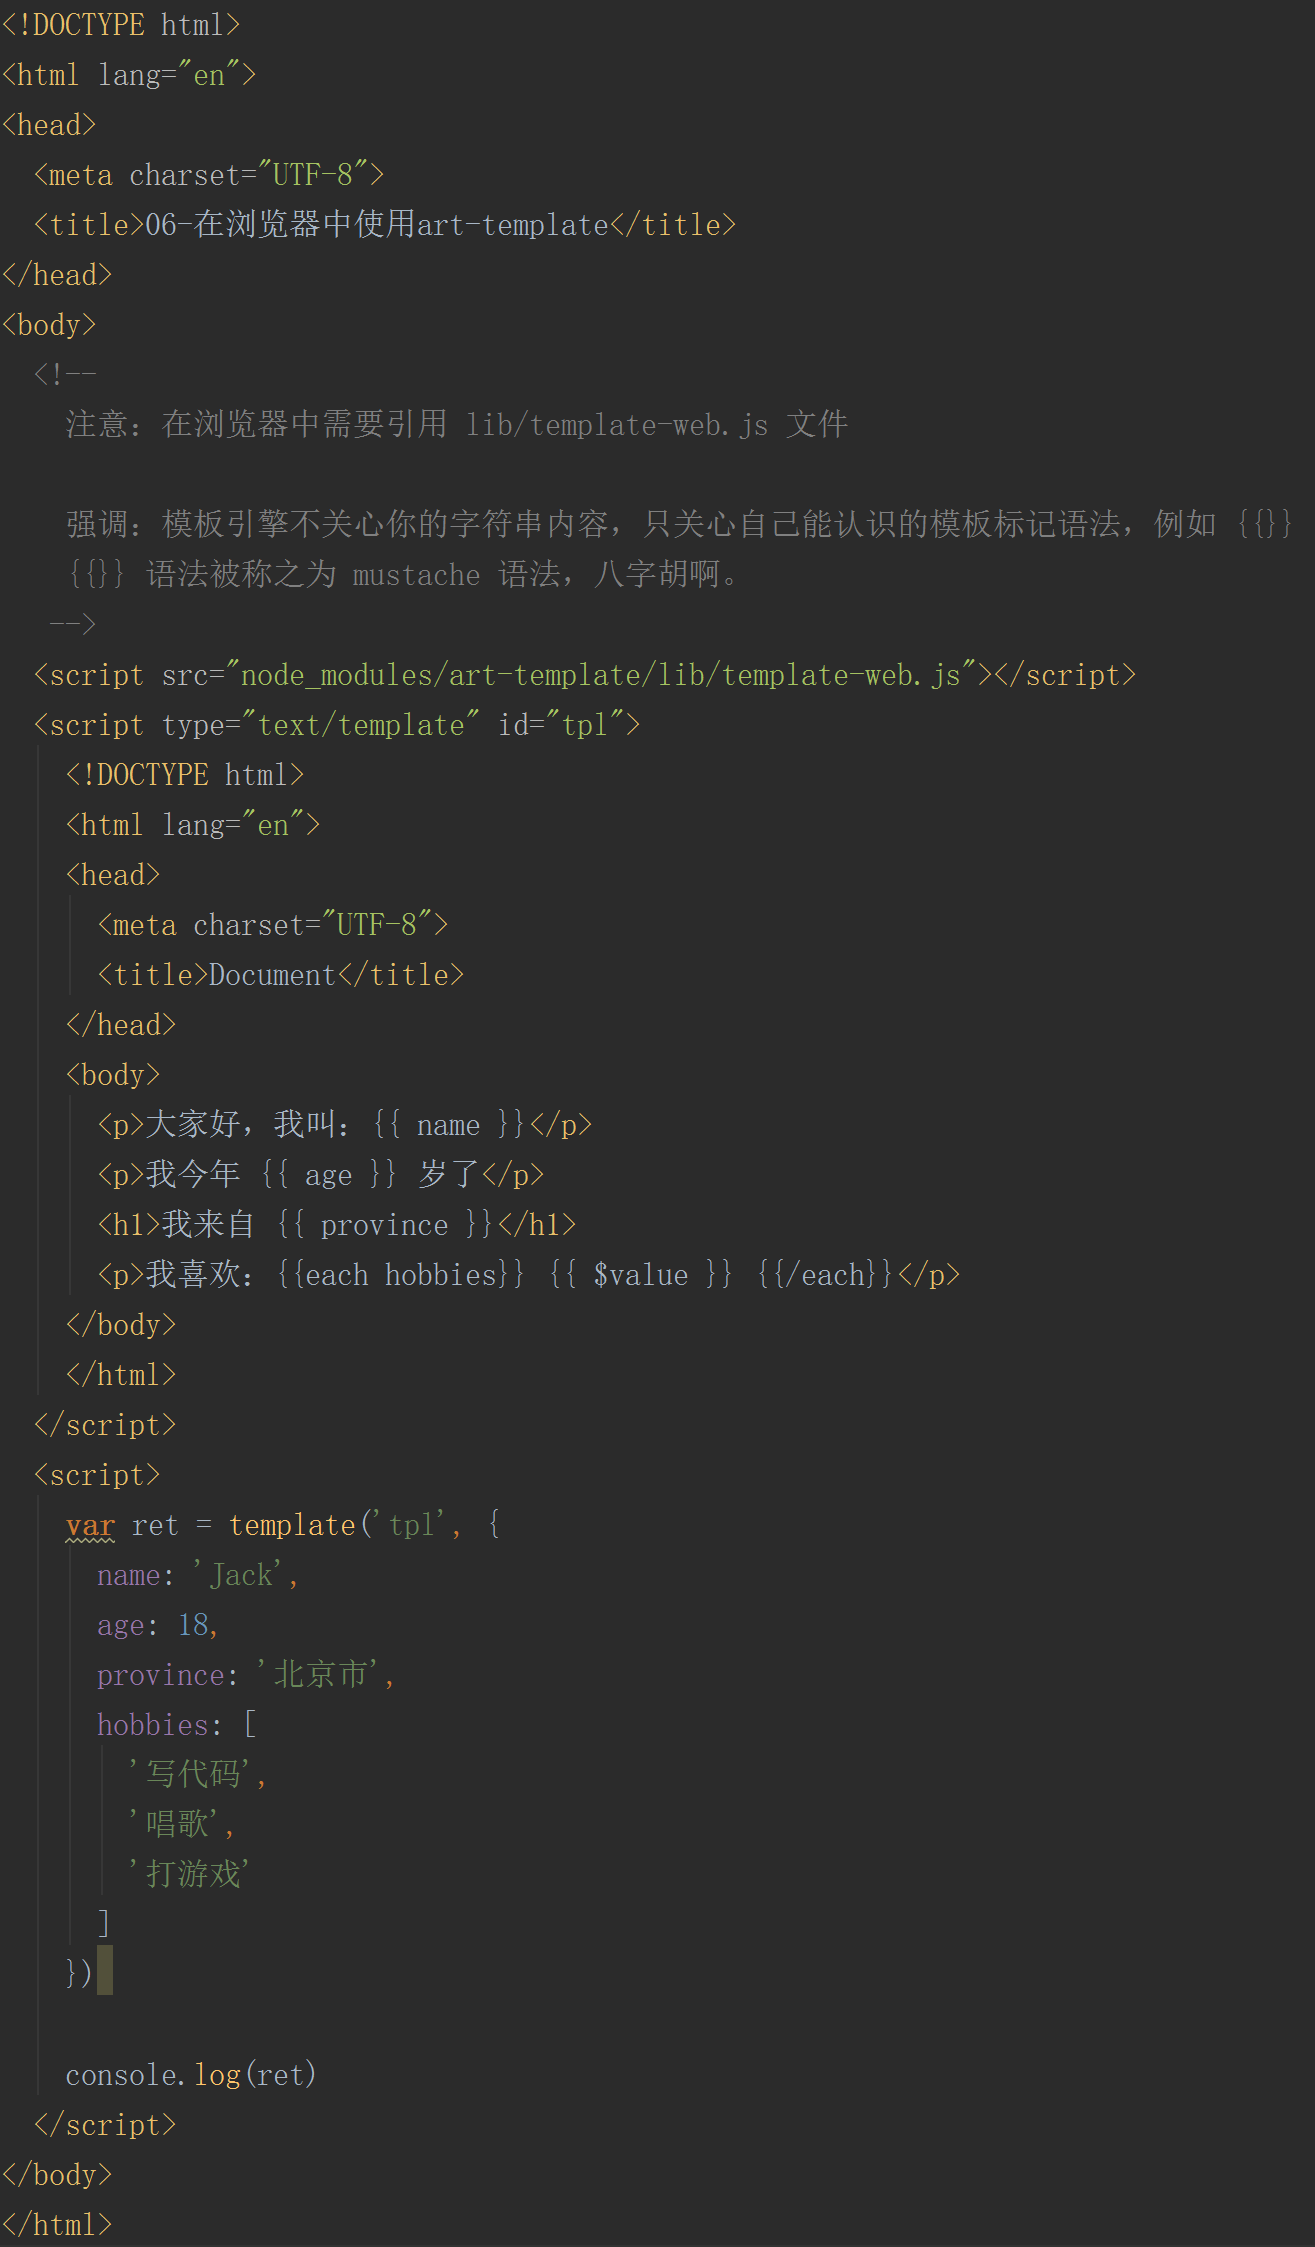 <!DOCTYPE html>
<html lang="en">
<head>
  <meta charset="UTF-8">
  <title>06-在浏览器中使用art-template</title>
</head>
<body>
  <!--
    注意：在浏览器中需要引用 lib/template-web.js 文件

    强调：模板引擎不关心你的字符串内容，只关心自己能认识的模板标记语法，例如 {{}}
    {{}} 语法被称之为 mustache 语法，八字胡啊。
   -->
  <script src="node_modules/art-template/lib/template-web.js"></script>
  <script type="text/template" id="tpl">
    <!DOCTYPE html>
    <html lang="en">
    <head>
      <meta charset="UTF-8">
      <title>Document</title>
    </head>
    <body>
      <p>大家好，我叫：{{ name }}</p>
      <p>我今年 {{ age }} 岁了</p>
      <h1>我来自 {{ province }}</h1>
      <p>我喜欢：{{each hobbies}} {{ $value }} {{/each}}</p>
    </body>
    </html>
  </script>
  <script>
    var ret = template('tpl', {
      name: 'Jack',
      age: 18,
      province: '北京市',
      hobbies: [
        '写代码',
        '唱歌',
        '打游戏'
      ]
    })

    console.log(ret)
  </script>
</body>
</html>